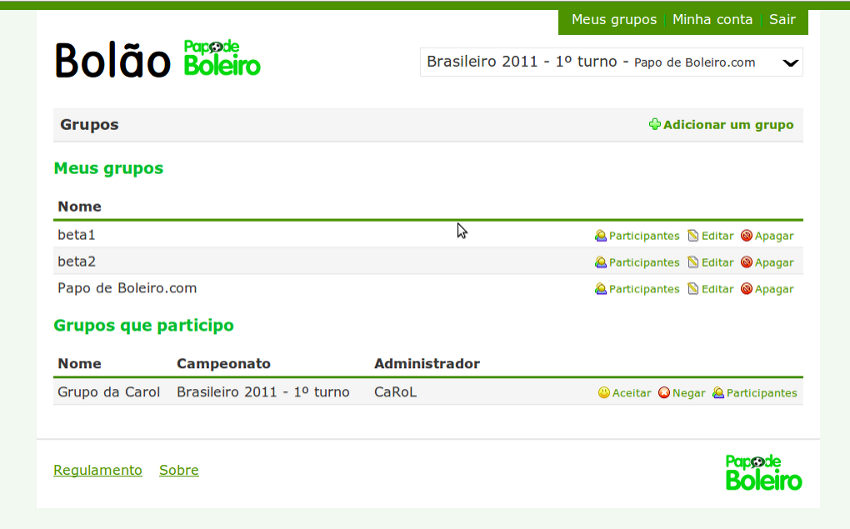 Meus grupos Minha conta Sair
Bolão Papo de Boleiro
Brasileiro 2011 - 1º turno - Papo de Boleiro.com
Grupos Adicionar um grupo
Meus grupos
Nome
beta1 Participantes Editar Apagar
beta2 Participantes Editar Apagar
Papo de Boleiro.com Participantes Editar Apagar
Grupos que participo
Nome Campeonato Administrador
Grupo da Carol Brasileiro 2011 - 1º turno CaRoL Aceitar Negar Participantes
Regulamento Sobre
Papo de
Boleiro